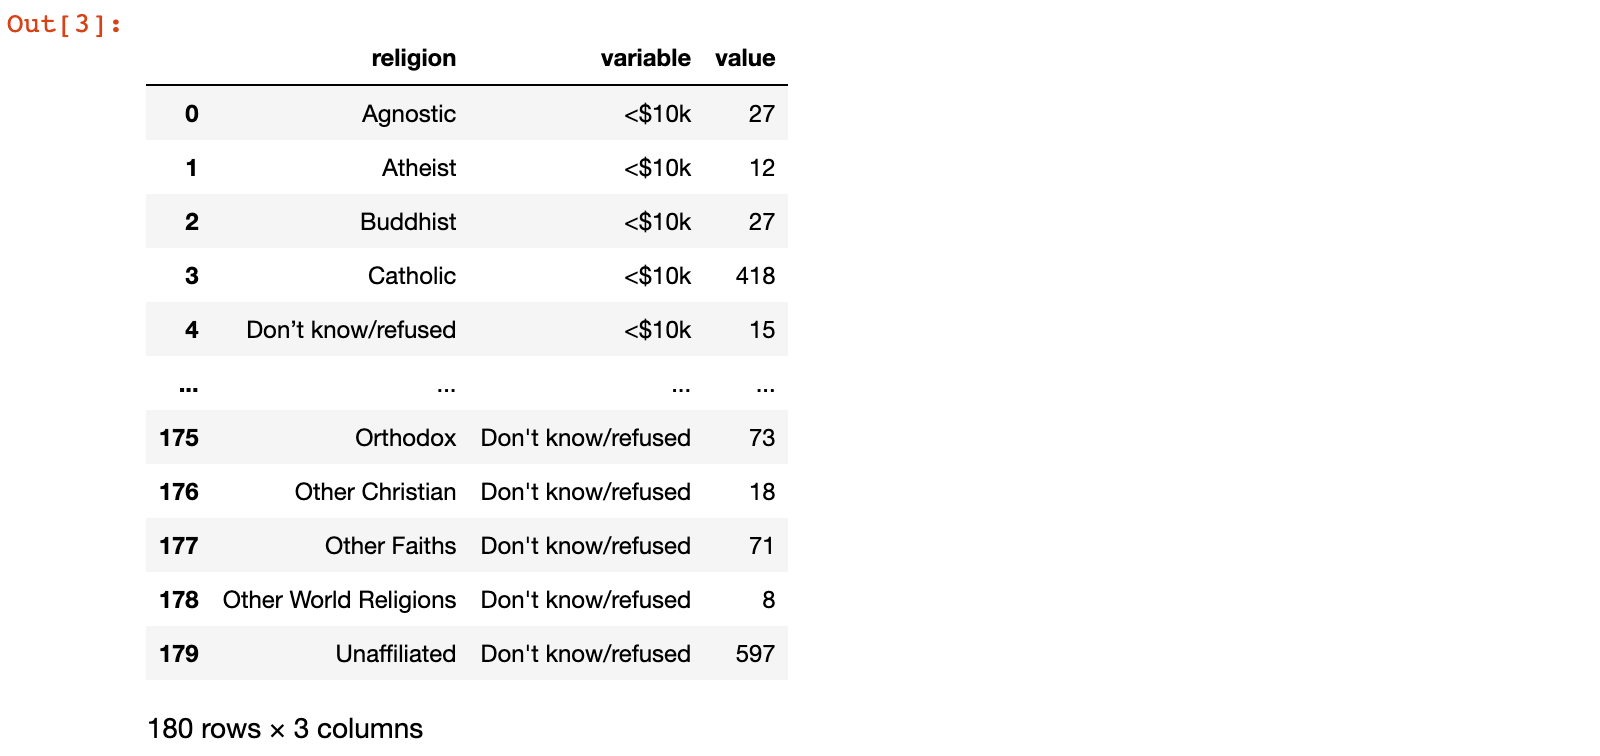 Out[3]:
religion variable value
0 Agnostic <$10k 27
1 Atheist <$10k 12
2 Buddhist <$10k 27
3 Catholic <$10k 418
4 Don’t know/refused <$10k 15
... ... ... ...
175 Orthodox Don't know/refused 73
176 Other Christian Don't know/refused 18
177 Other Faiths Don't know/refused 71
178 Other World Religions Don't know/refused 8
179 Unaffiliated Don't know/refused 597
180 rows × 3 columns